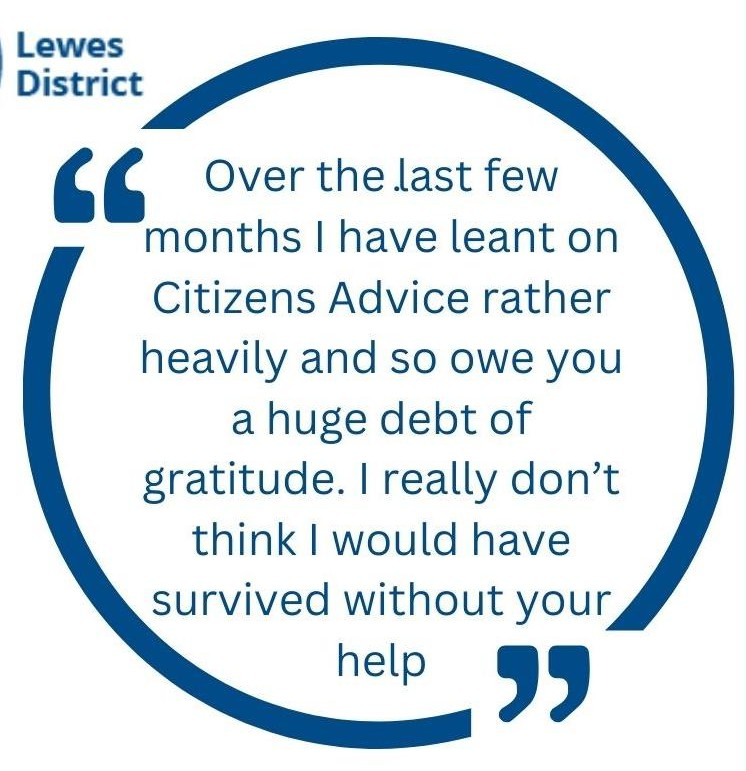 Lewes
District
“
Over the .last few
months I have leant on
Citizens Advice rather
heavily and so owe you
a huge debt of
gratitude. I really don’t
think I would have
survived without your
help
”